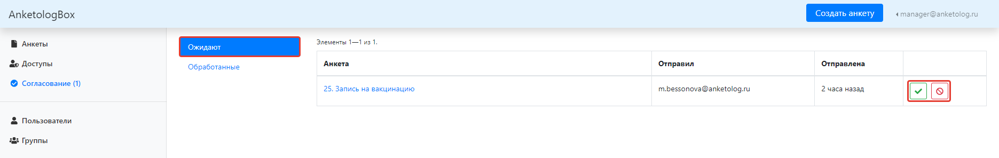 AnketologBox
Создать анкету
manager@anketolog.ru
Анкеты
Доступы
Согласование (1)
Пользователи
Группы
Ожидают
Обработанные
Элементы 1—1 из 1.
Анкета Отправил Отправлена
25. Запись на вакцинацию m.bessonova@anketolog.ru 2 часа назад